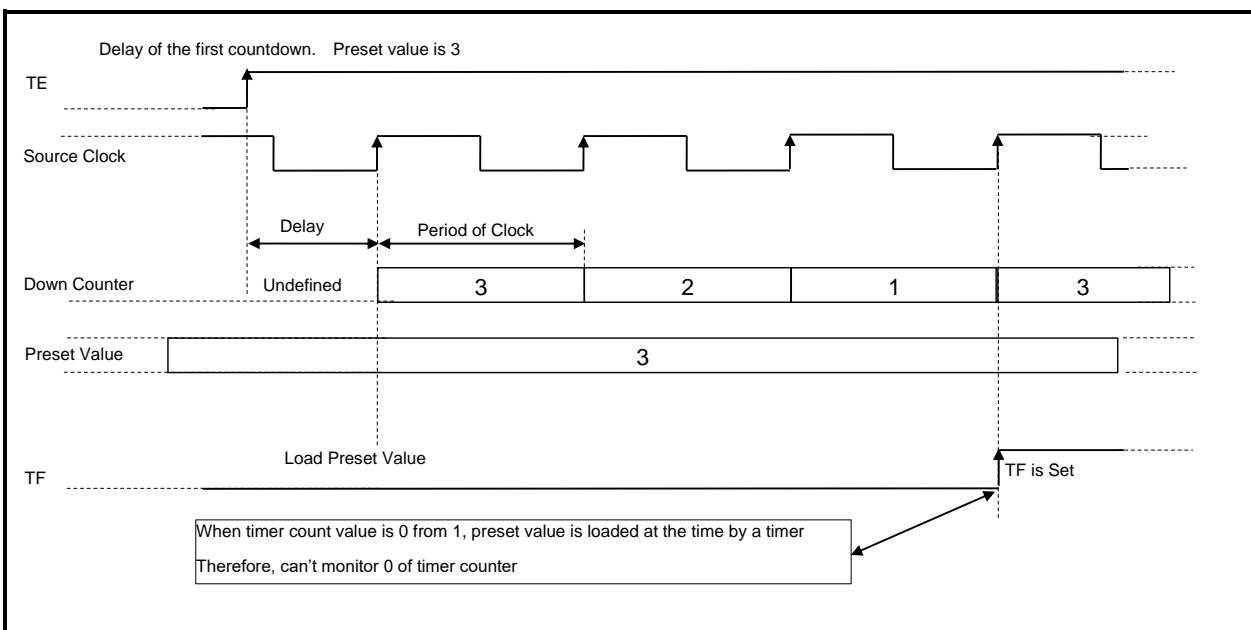 Delay of the first countdown. Preset value is 3
TE
Source Clock
Delay
Period of Clock
Down Counter
Undefined
3
2
1
3
Preset Value
3
Load Preset Value
TF
TF is Set
When timer count value is 0 from 1, preset value is loaded at the time by a timer
Therefore, can't monitor 0 of timer counter